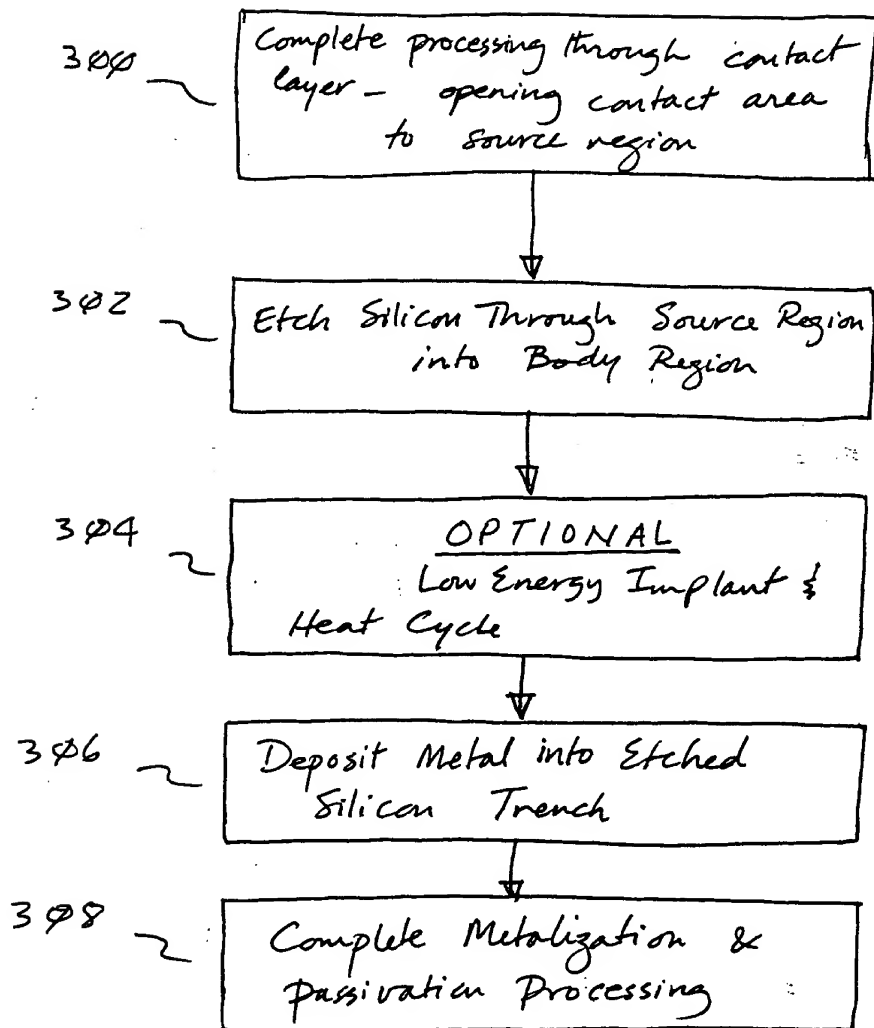 300
Complete processing through contact
layer - opening contact area
to source region
302
Etch Silicon Through Source Region
into Body Region
304
OPTIONAL
Low Energy Implant &
Heat Cycle
306
Deposit Metal into Etched
Silicon Trench
308
Complete Metalization &
passivation Processing